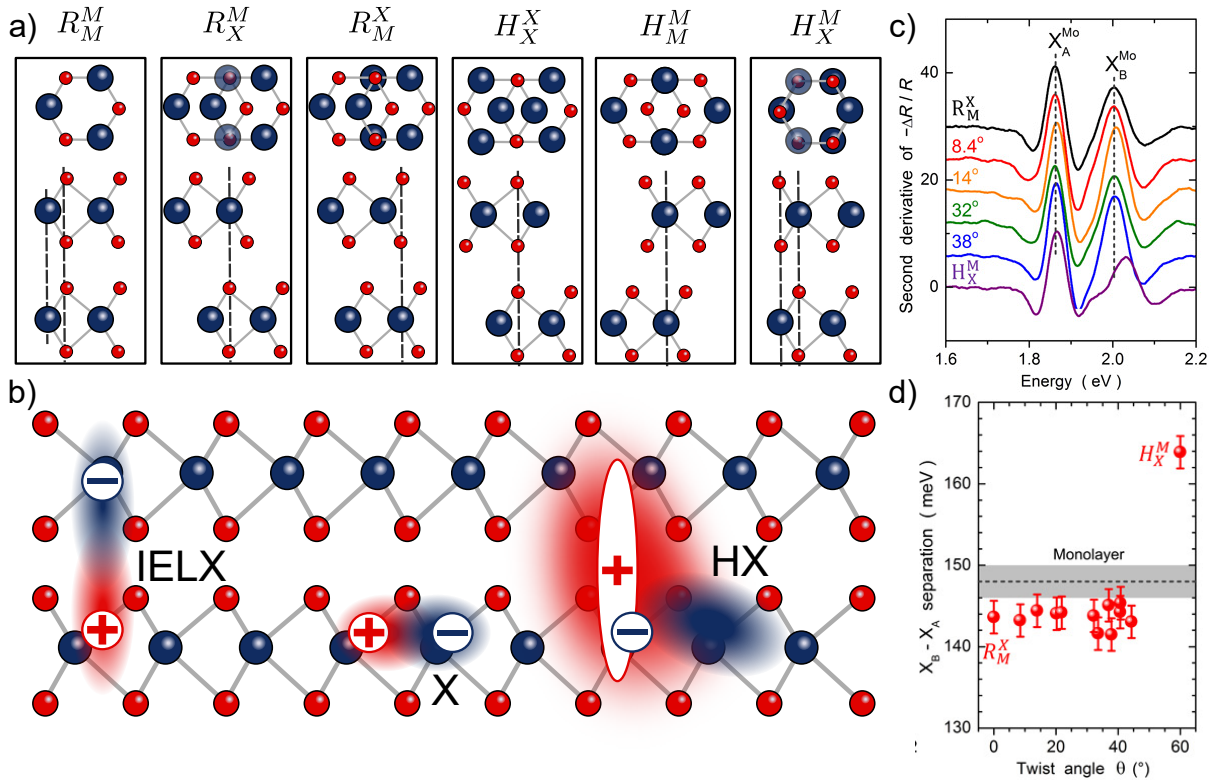 a)
R_M^M
R_X^M
R_M^X
H_X^X
H_M^M
H_X^M
b)
IELX
X
HX
c)
X_A^Mo
X_B^Mo
Second derivative of -ΔR / R
40
20
0
R_M^X
8.4°
14°
32°
38°
H_X^M
1.6
1.8
2.0
2.2
Energy ( eV )
d)
X_B - X_A separation ( meV )
170
160
150
140
130
H_X^M
Monolayer
R_M^X
0
20
40
60
Twist angle θ (°)